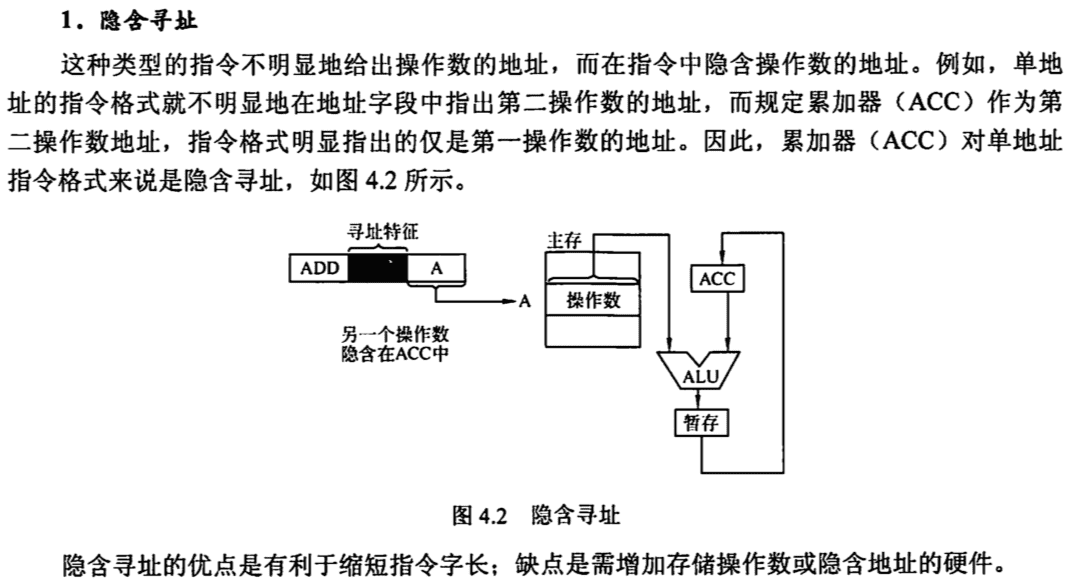 1. 隐含寻址
这种类型的指令不明显地给出操作数的地址，而在指令中隐含操作数的地址。例如，单地
址的指令格式就不明显地在地址字段中指出第二操作数的地址，而规定累加器（ACC）作为第
二操作数地址，指令格式明显指出的仅是第一操作数的地址。因此，累加器（ACC）对单地址
指令格式来说是隐含寻址，如图 4.2 所示。
寻址特征
ADD
A
另一个操作数
隐含在ACC中
A
主存
操作数
ACC
ALU
暂存
图 4.2 隐含寻址
隐含寻址的优点是有利于缩短指令字长；缺点是需增加存储操作数或隐含地址的硬件。